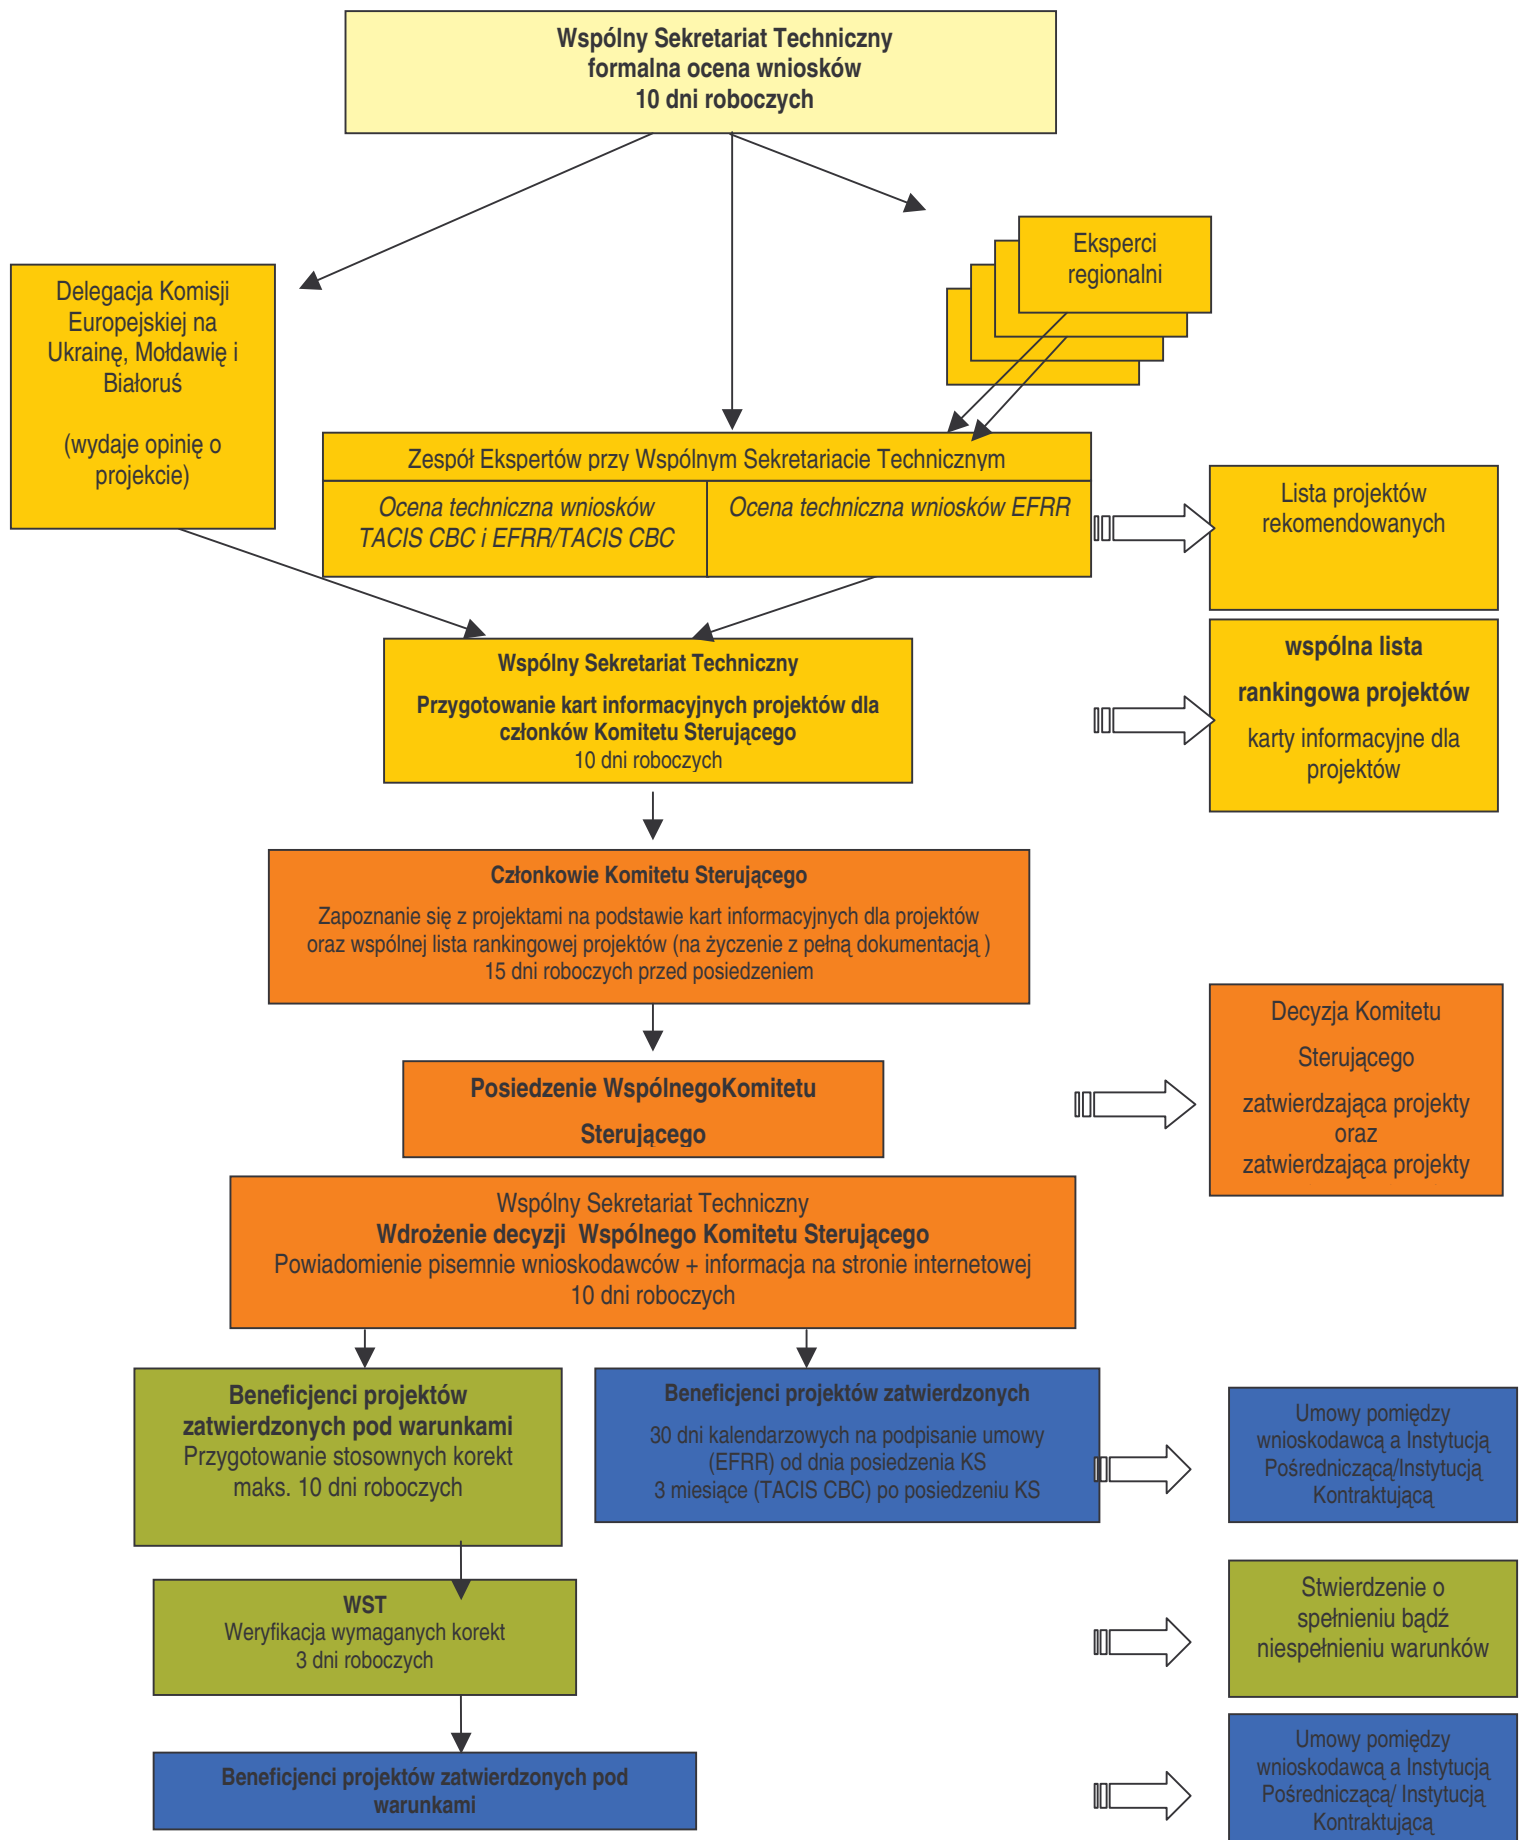 Wspólny Sekretariat Techniczny
formalna ocena wniosków
10 dni roboczych
Eksperci
regionalni
Delegacja Komisji
Europejskiej na
Ukrainę, Mołdawię i
Białoruś
(wydaje opinię o
projekcie)
Zespół Ekspertów przy Wspólnym Sekretariacie Technicznym
Ocena techniczna wniosków
TACIS CBC i EFRR/TACIS CBC
Ocena techniczna wniosków EFRR
Lista projektów
rekomendowanych
Wspólny Sekretariat Techniczny
Przygotowanie kart informacyjnych projektów dla
członków Komitetu Sterującego
10 dni roboczych
wspólna lista
rankingowa projektów
karty informacyjne dla
projektów
Członkowie Komitetu Sterującego
Zapoznanie się z projektami na podstawie kart informacyjnych dla projektów
oraz wspólnej lista rankingowej projektów (na życzenie z pełną dokumentacją )
15 dni roboczych przed posiedzeniem
Posiedzenie WspólnegoKomitetu
Sterującego
Decyzja Komitetu
Sterującego
zatwierdzająca projekty
oraz
zatwierdzająca projekty
Wspólny Sekretariat Techniczny
Wdrożenie decyzji  Wspólnego Komitetu Sterującego
Powiadomienie pisemnie wnioskodawców + informacja na stronie internetowej
10 dni roboczych
Beneficjenci projektów
zatwierdzonych pod warunkami
Przygotowanie stosownych korekt
maks. 10 dni roboczych
Beneficjenci projektów zatwierdzonych
30 dni kalendarzowych na podpisanie umowy
(EFRR) od dnia posiedzenia KS
3 miesiące (TACIS CBC) po posiedzeniu KS
Umowy pomiędzy
wnioskodawcą a Instytucją
Pośredniczącą/Instytucją
Kontraktującą
WST
Weryfikacja wymaganych korekt
3 dni roboczych
Stwierdzenie o
spełnieniu bądź
niespełnieniu warunków
Beneficjenci projektów zatwierdzonych pod
warunkami
Umowy pomiędzy
wnioskodawcą a Instytucją
Pośredniczącą/ Instytucją
Kontraktującą